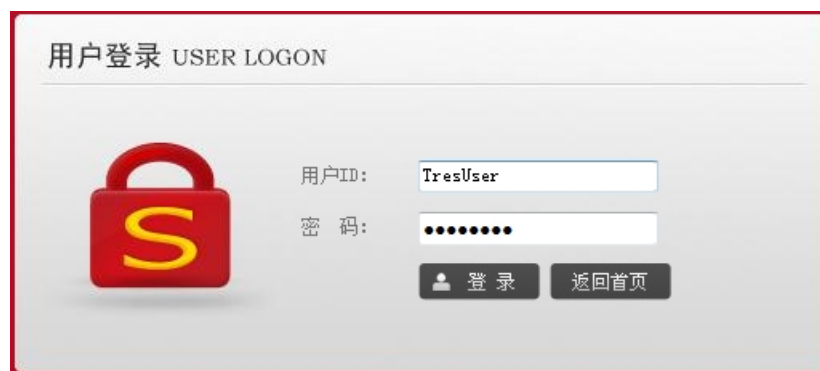 用户登录 USER LOGON
用户ID: TresUser
S
密 码: ●●●●●●●●
登 录 返回首页